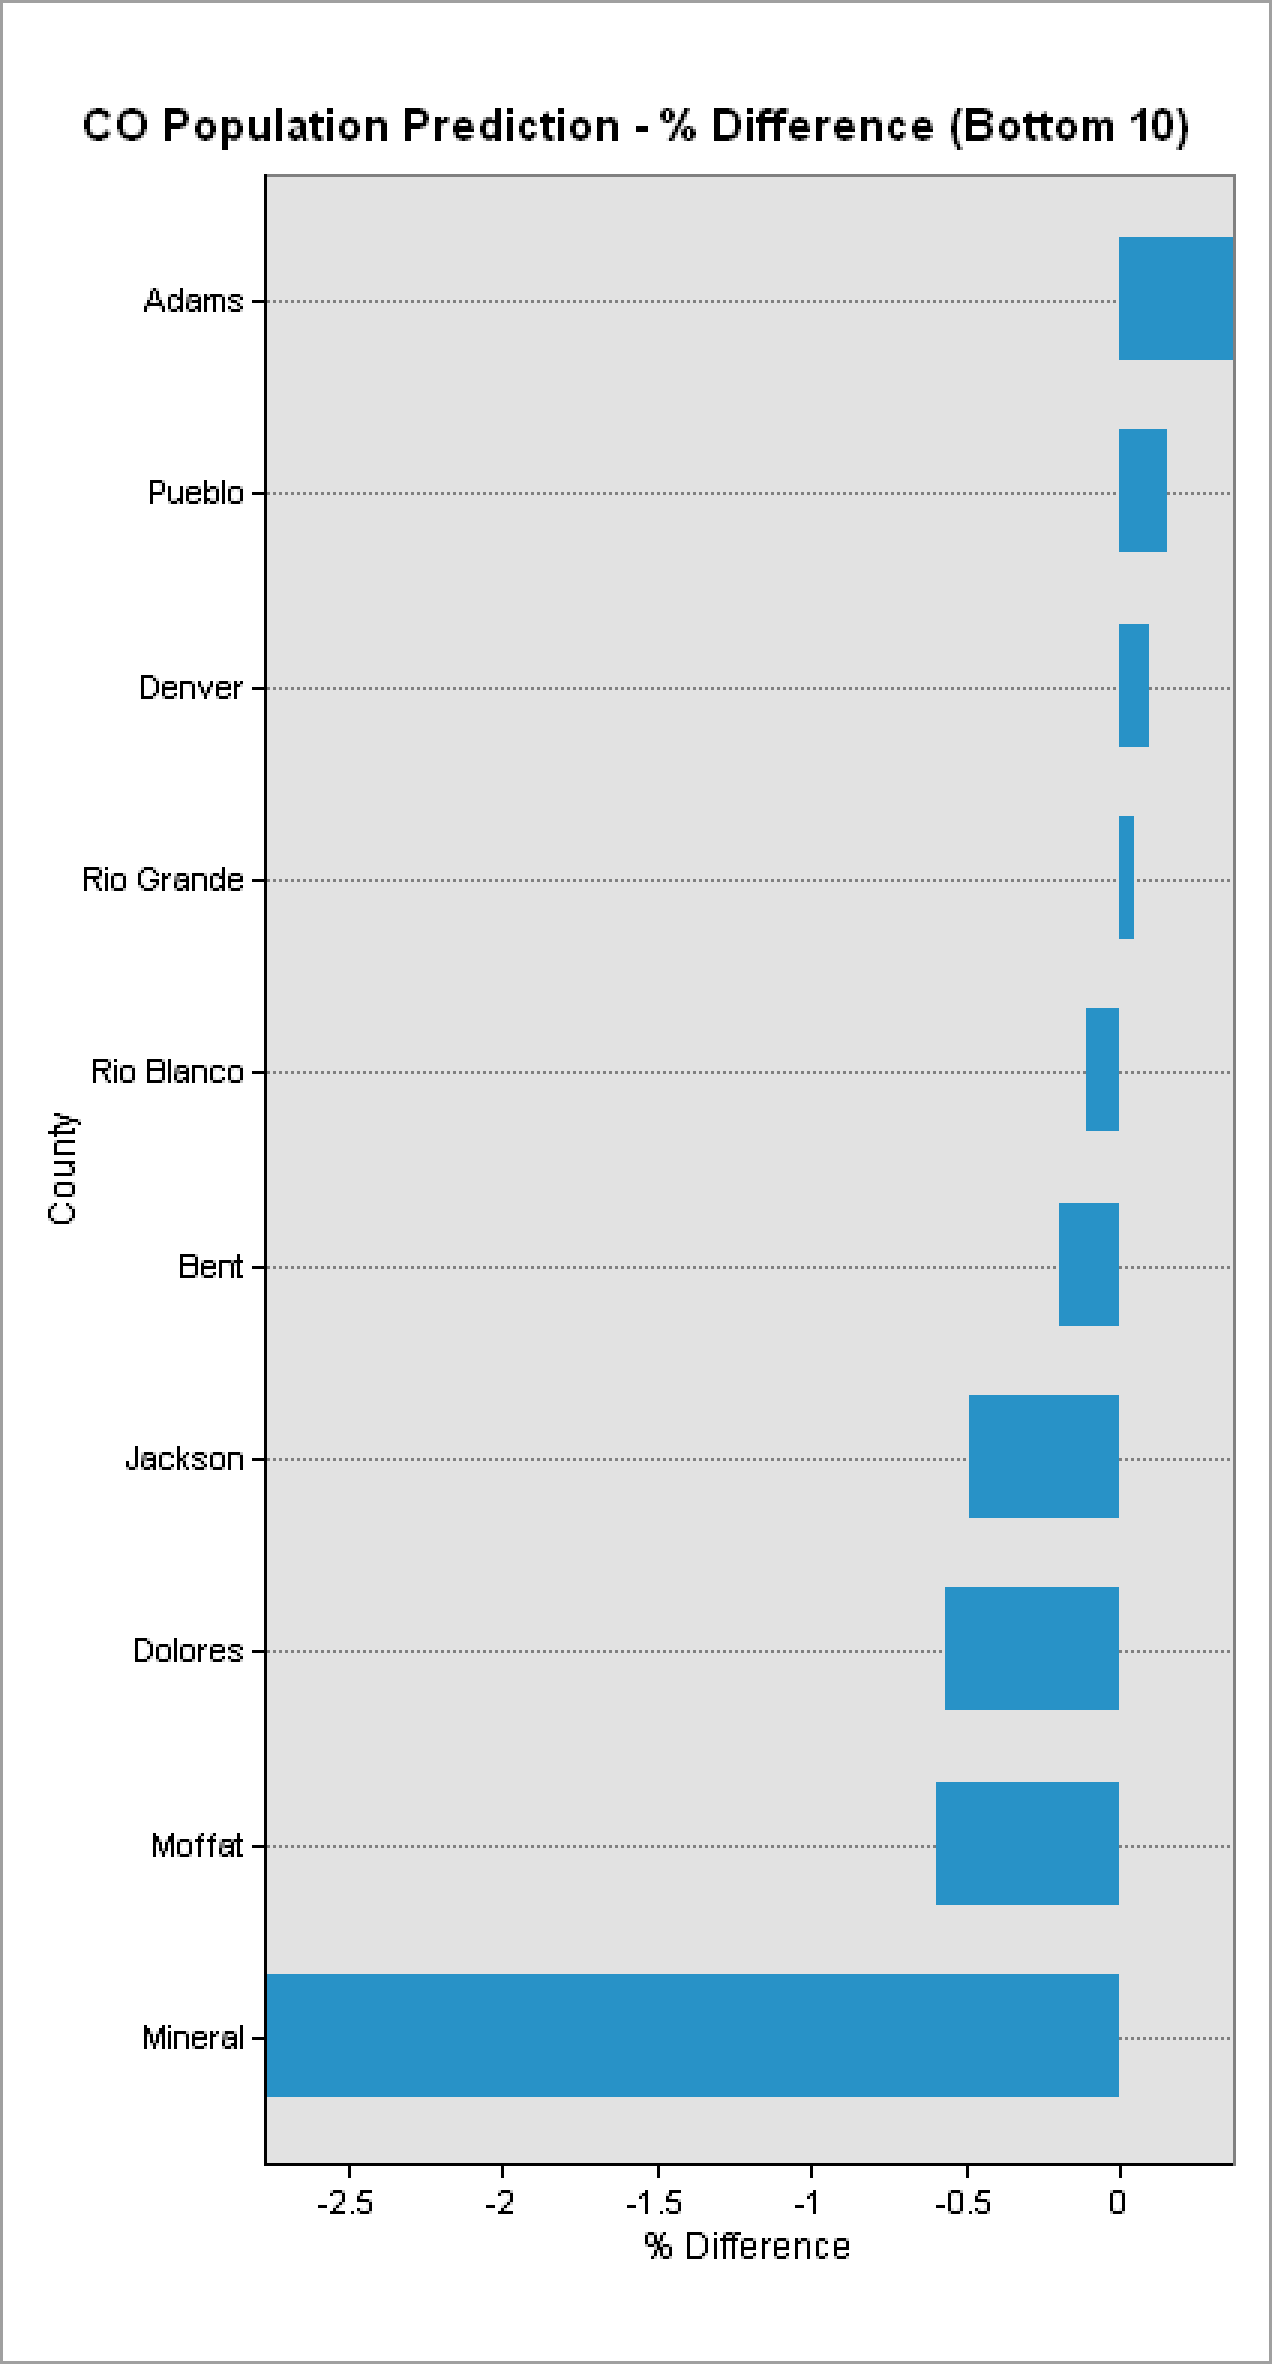 CO Population Prediction - % Difference (Bottom 10)
Adams
Pueblo
Denver
Rio Grande
Rio Blanco
County
Bent
Jackson
Dolores
Moffat
Mineral
-2.5 -2 -1.5 -1 -0.5 0
% Difference